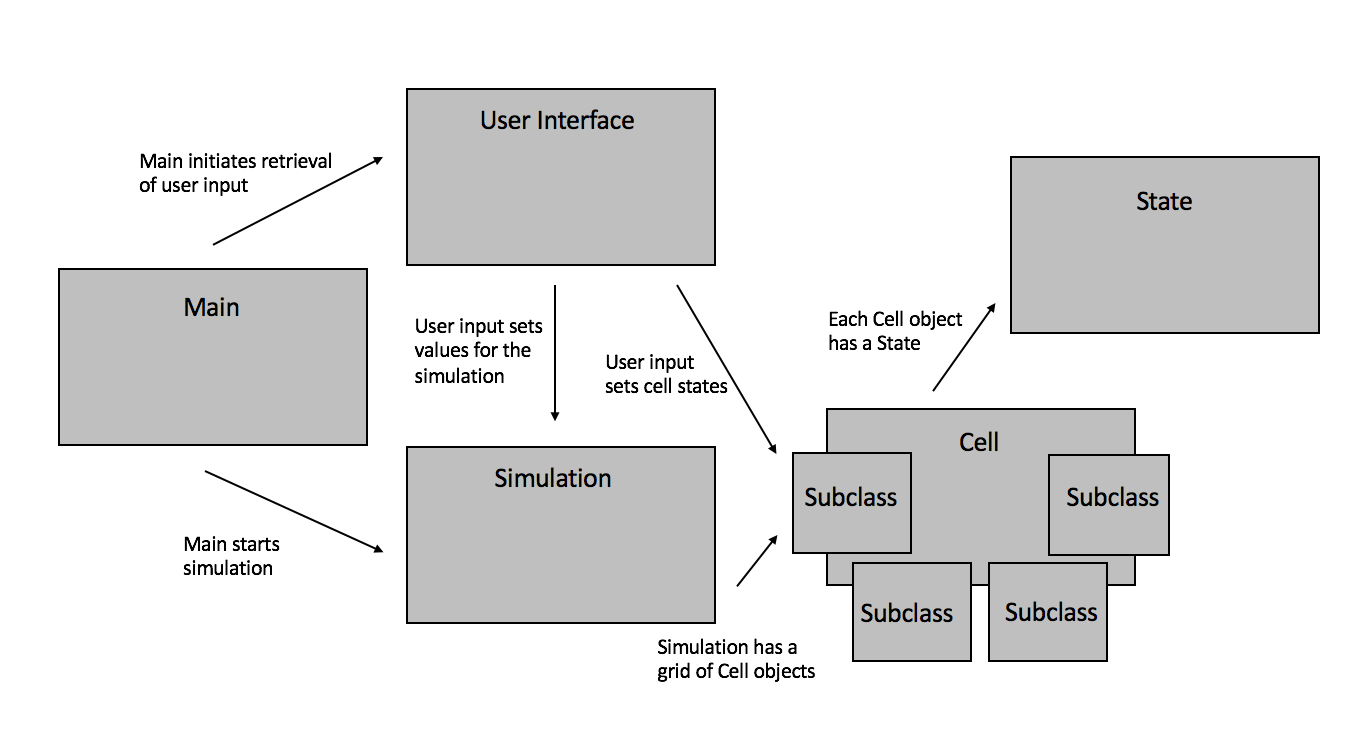 User Interface
Main initiates retrieval
of user input
State
Main
User input sets
values for the
simulation
User input
sets cell states
Each Cell object
has a State
Cell
Simulation
Subclass
Subclass
Main starts
simulation
Subclass
Subclass
Simulation has a
grid of Cell objects